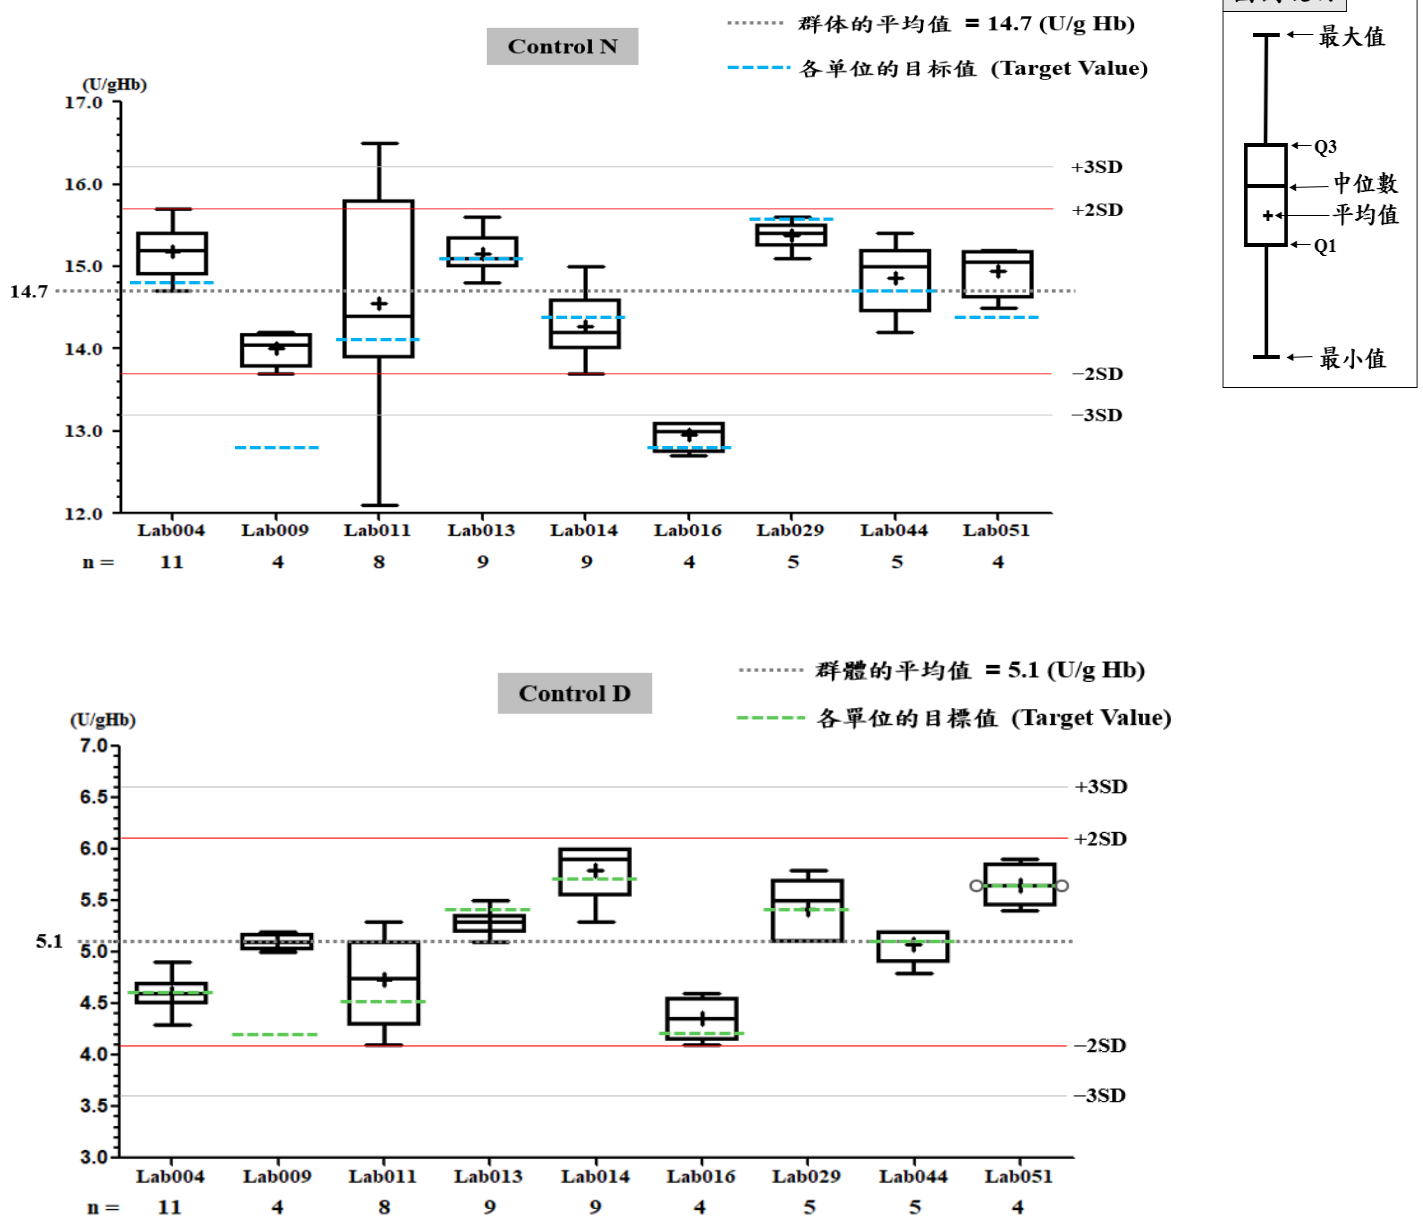 Control N
群体的平均值 = 14.7 (U/g Hb)
各单位的目标值 (Target Value)
(U/gHb)
17.0
16.0
15.0
14.7
14.0
13.0
12.0
+3SD
+2SD
−2SD
−3SD
Lab004 Lab009 Lab011 Lab013 Lab014 Lab016 Lab029 Lab044 Lab051
n = 11 4 8 9 9 4 5 5 4
最大值
Q3
中位數
平均值
Q1
最小值
Control D
群體的平均值 = 5.1 (U/g Hb)
各單位的目標值 (Target Value)
(U/gHb)
7.0
6.5
6.0
5.5
5.1
5.0
4.5
4.0
3.5
3.0
+3SD
+2SD
−2SD
−3SD
Lab004 Lab009 Lab011 Lab013 Lab014 Lab016 Lab029 Lab044 Lab051
n = 11 4 8 9 9 4 5 5 4